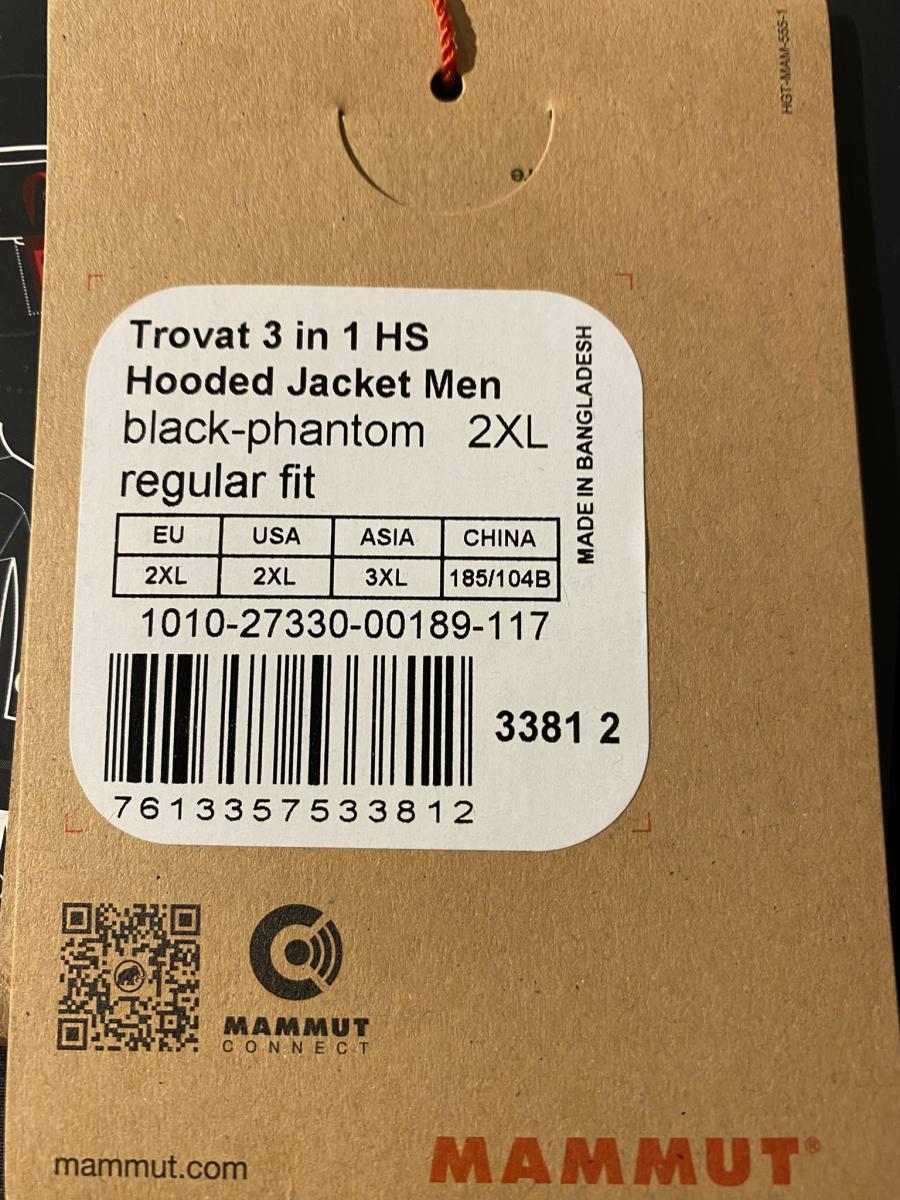 HGT-MAM-555-1
Trovat 3 in 1 HS
Hooded Jacket Men
black-phantom 2XL
regular fit
MADE IN BANGLADESH
EU USA ASIA CHINA
2XL 2XL 3XL 185/104B
1010-27330-00189-117
3381 2
7613357533812
MAMMUT
CONNECT
mammut.com
MAMMUT®